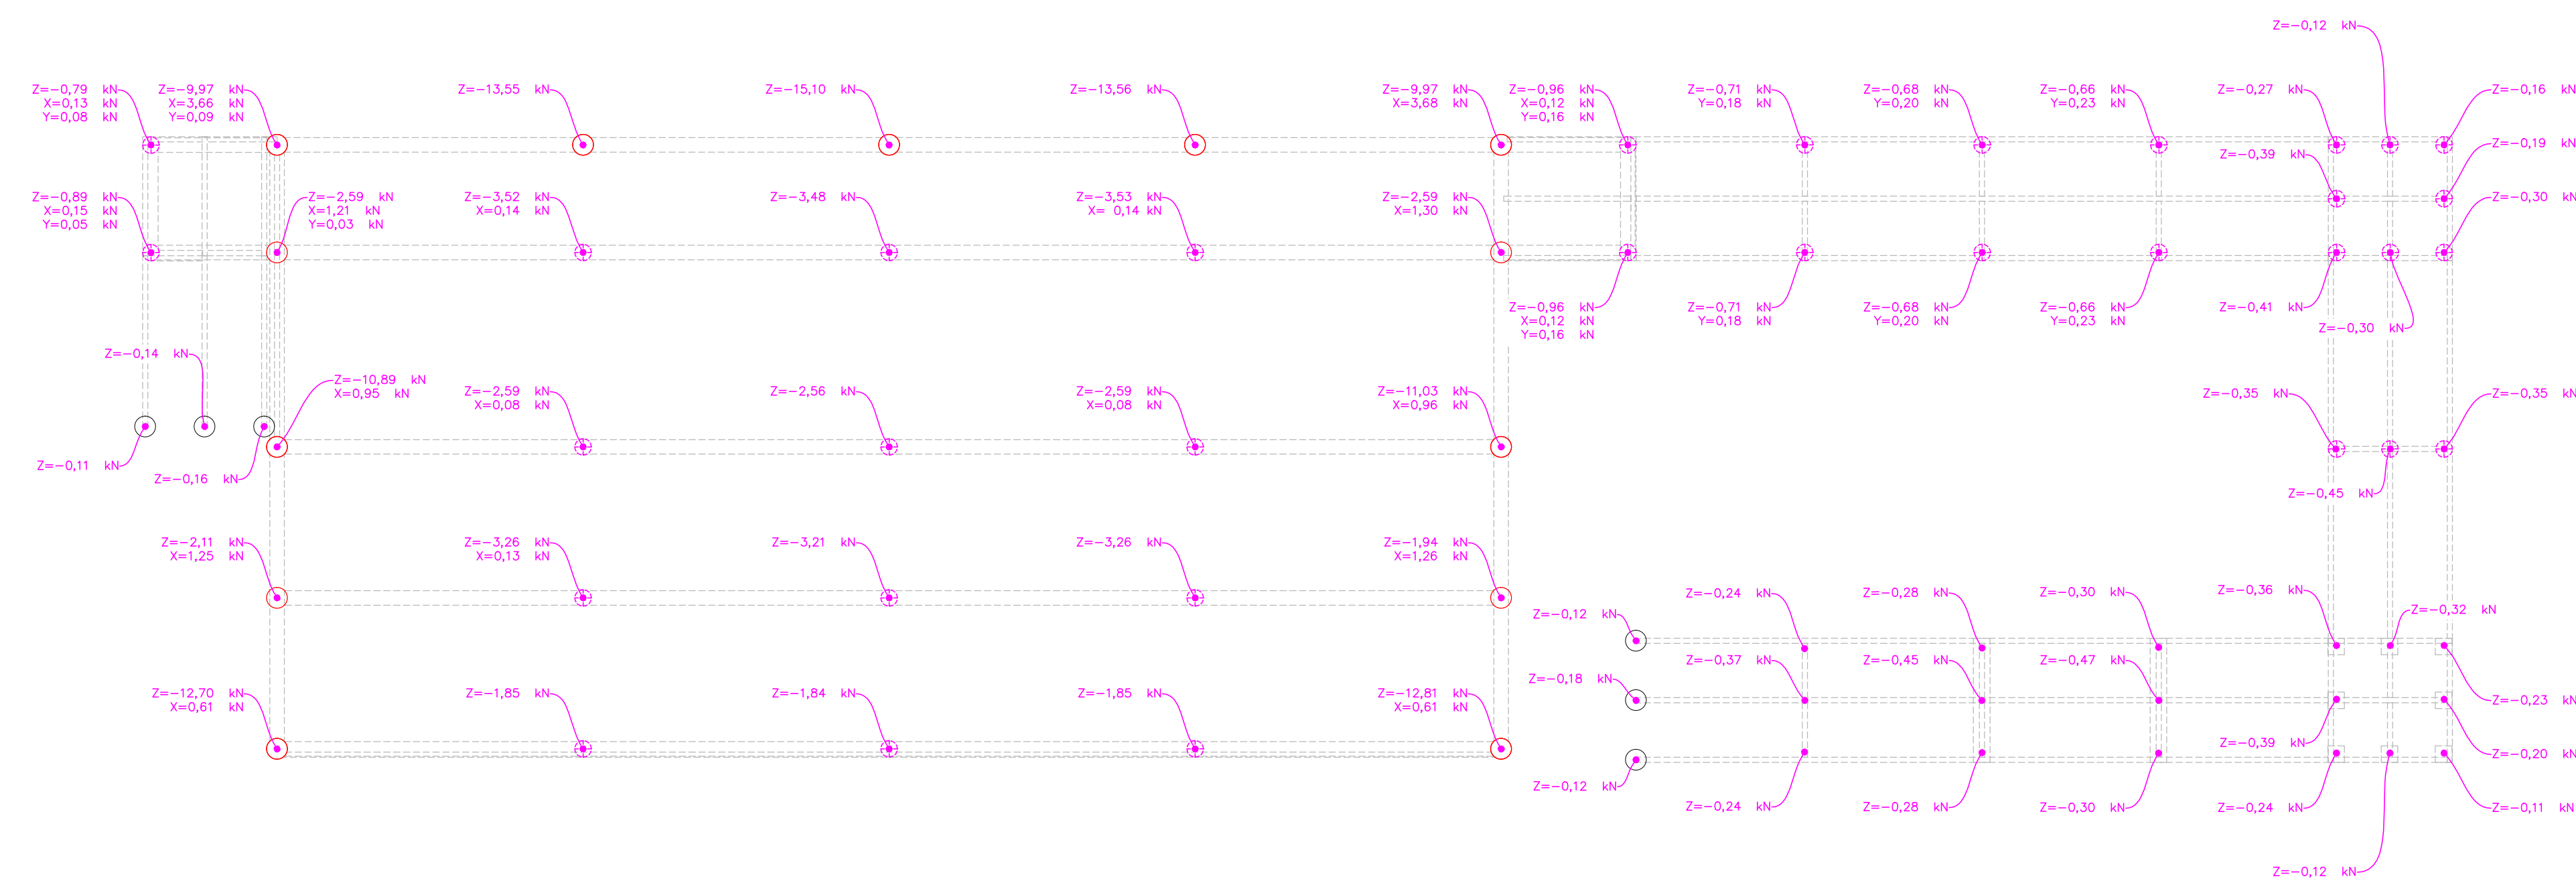 Z=−0,12 kN
Z=−0,79 kN
X=0,13 kN
Y=0,08 kN
Z=−9,97 kN
X=3,66 kN
Y=0,09 kN
Z=−13,55 kN
Z=−15,10 kN
Z=−13,56 kN
Z=−9,97 kN
X=3,68 kN
Z=−0,96 kN
X=0,12 kN
Y=0,16 kN
Z=−0,71 kN
Y=0,18 kN
Z=−0,68 kN
Y=0,20 kN
Z=−0,66 kN
Y=0,23 kN
Z=−0,27 kN
Z=−0,16 kN
Z=−0,39 kN
Z=−0,19 kN
Z=−0,89 kN
X=0,15 kN
Y=0,05 kN
Z=−2,59 kN
X=1,21 kN
Y=0,03 kN
Z=−3,52 kN
X=0,14 kN
Z=−3,48 kN
Z=−3,53 kN
X= 0,14 kN
Z=−2,59 kN
X=1,30 kN
Z=−0,30 kN
Z=−0,96 kN
X=0,12 kN
Y=0,16 kN
Z=−0,71 kN
Y=0,18 kN
Z=−0,68 kN
Y=0,20 kN
Z=−0,66 kN
Y=0,23 kN
Z=−0,41 kN
Z=−0,30 kN
Z=−0,14 kN
Z=−10,89 kN
X=0,95 kN
Z=−2,59 kN
X=0,08 kN
Z=−2,56 kN
Z=−2,59 kN
X=0,08 kN
Z=−11,03 kN
X=0,96 kN
Z=−0,35 kN
Z=−0,35 kN
Z=−0,11 kN
Z=−0,16 kN
Z=−0,45 kN
Z=−2,11 kN
X=1,25 kN
Z=−3,26 kN
X=0,13 kN
Z=−3,21 kN
Z=−3,26 kN
Z=−1,94 kN
X=1,26 kN
Z=−0,12 kN
Z=−0,24 kN
Z=−0,28 kN
Z=−0,30 kN
Z=−0,36 kN
Z=−0,32 kN
Z=−0,18 kN
Z=−0,37 kN
Z=−0,45 kN
Z=−0,47 kN
Z=−12,70 kN
X=0,61 kN
Z=−1,85 kN
Z=−1,84 kN
Z=−1,85 kN
Z=−12,81 kN
X=0,61 kN
Z=−0,23 kN
Z=−0,39 kN
Z=−0,20 kN
Z=−0,12 kN
Z=−0,24 kN
Z=−0,28 kN
Z=−0,30 kN
Z=−0,24 kN
Z=−0,11 kN
Z=−0,12 kN